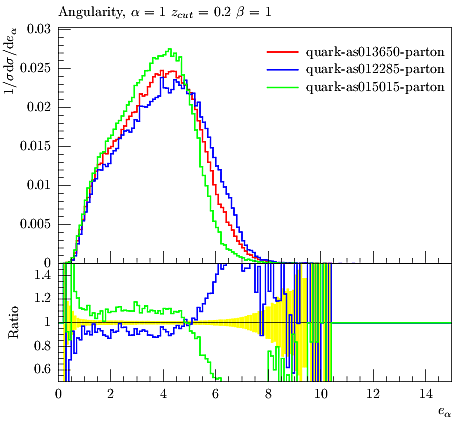 Angularity, α = 1 z_cut = 0.2 β = 1
1/σ dσ/de_α
0.03
0.025
0.02
0.015
0.01
0.005
0
quark-as013650-parton
quark-as012285-parton
quark-as015015-parton
Ratio
1.4
1.2
1
0.8
0.6
0 2 4 6 8 10 12 14
e_α